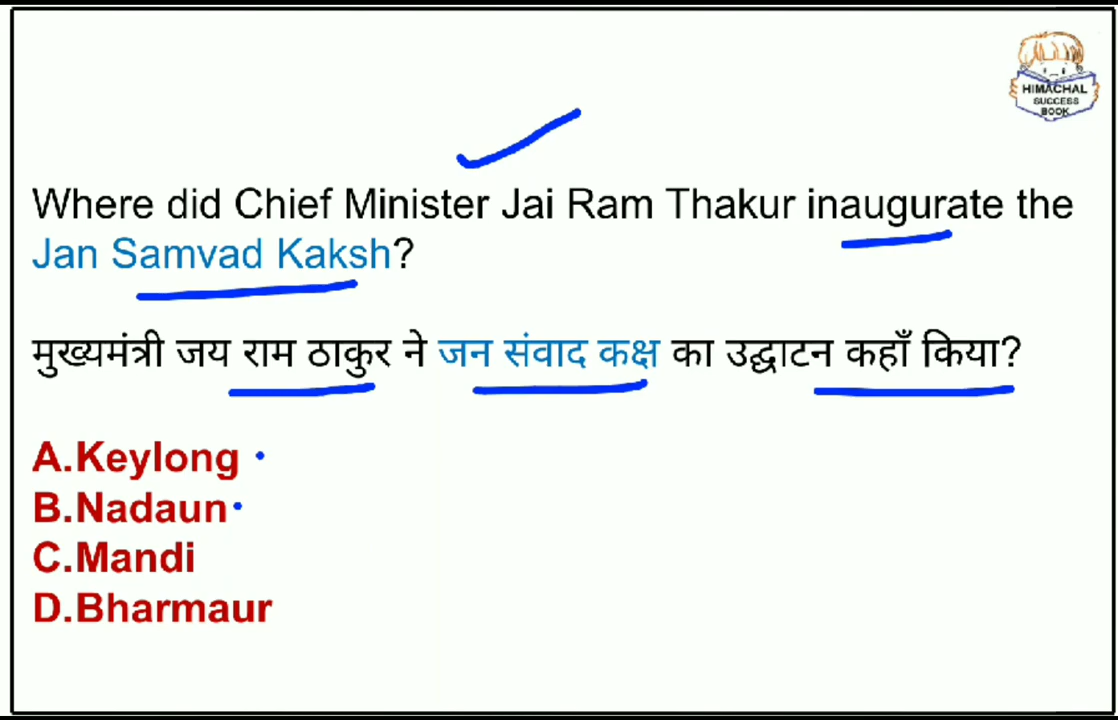 HIMACHAL
SUCCESS
BOOK
Where did Chief Minister Jai Ram Thakur inaugurate the
Jan Samvad Kaksh?
मुख्यमंत्री जय राम ठाकुर ने जन संवाद कक्ष का उद्घाटन कहाँ किया?
A.Keylong
B.Nadaun
C.Mandi
D.Bharmaur